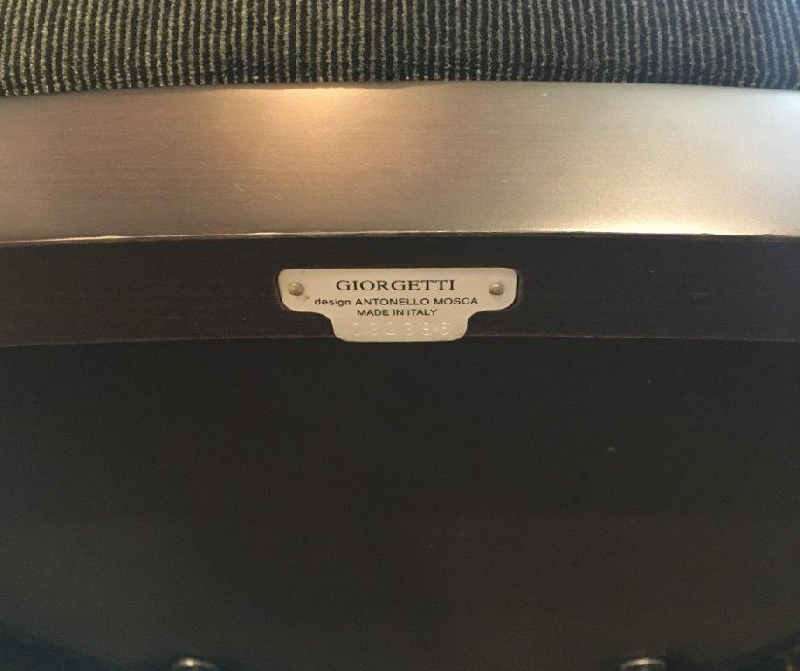 GIORGETTI
design ANTONELLO MOSCA
MADE IN ITALY